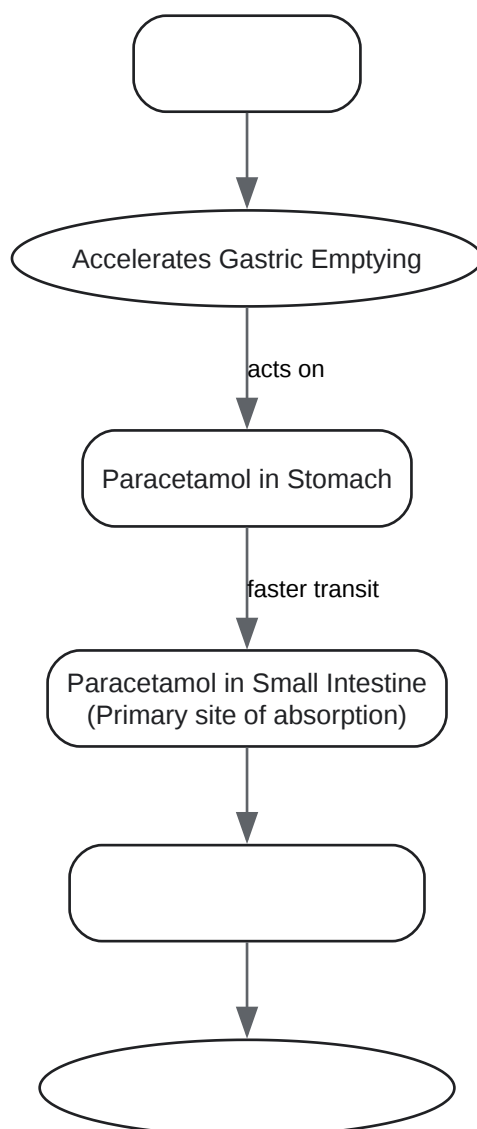 Accelerates Gastric Emptying
acts on
Paracetamol in Stomach
faster transit
Paracetamol in Small Intestine
(Primary site of absorption)